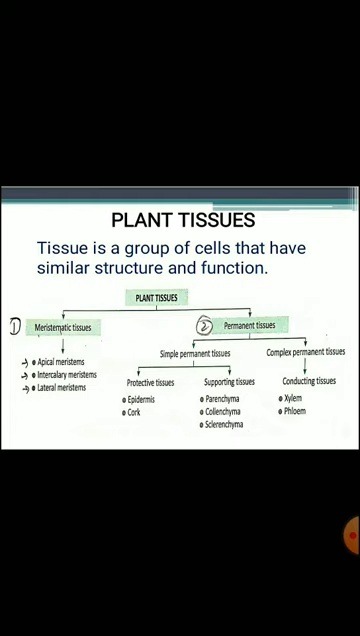 PLANT TISSUES
Tissue is a group of cells that have
similar structure and function.
PLANT TISSUES
1) Meristematic tissues
2 Permanent tissues
Simple permanent tissues
Complex permanent tissues
→ • Apical meristems
→ • Intercalary meristems
→ • Lateral meristems
Protective tissues
• Epidermis
• Cork
Supporting tissues
• Parenchyma
• Collenchyma
• Sclerenchyma
Conducting tissues
• Xylem
• Phloem